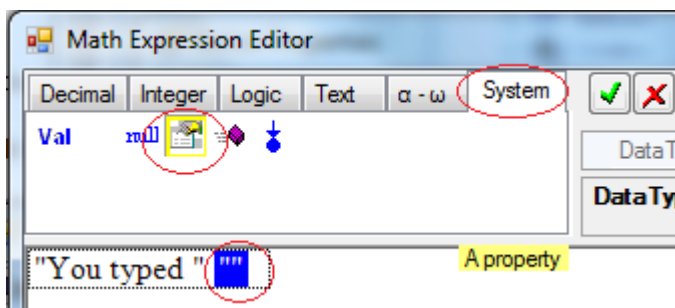 Math Expression Editor
Decimal Integer Logic Text α - ω System
Val null
DataT
DataTy
"You typed " ""
A property